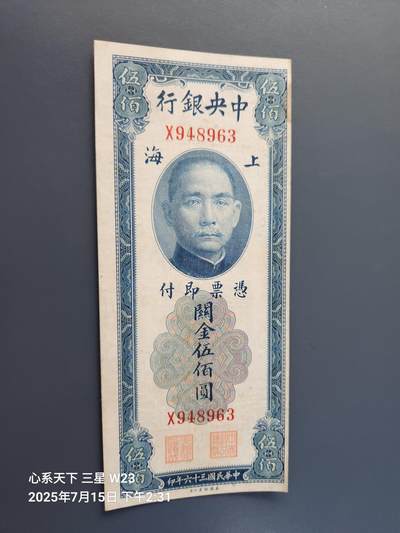 伍佰 伍佰
中央銀行
X948963
上海
憑票即付
關金伍佰圓
X948963
伍佰 伍佰
中華民國三十六年印
心系天下 三星 W23
2025年7月15日 下午2:31